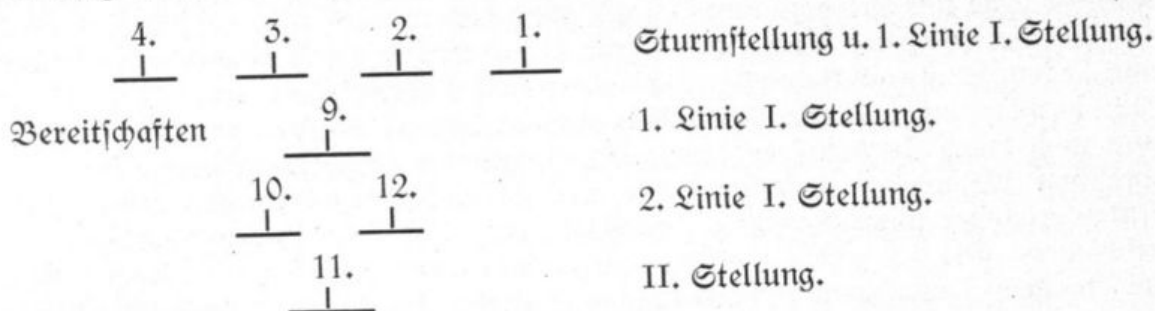 4. 3. 2. 1. Sturmſtellung u. 1. Linie I. Stellung.
Bereitſchaften 9. 1. Linie I. Stellung.
10. 12. 2. Linie I. Stellung.
11. II. Stellung.